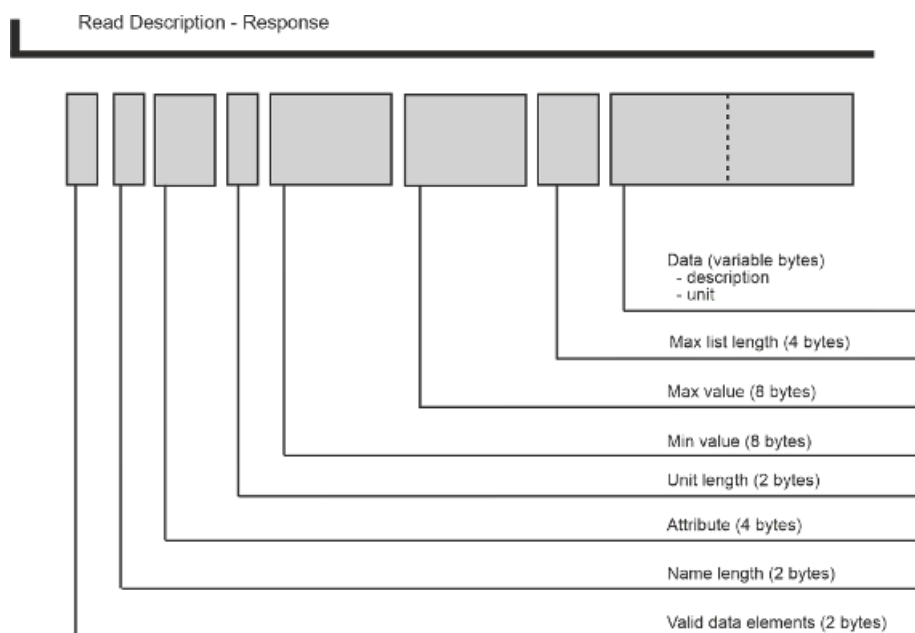 Read Description - Response
Data (variable bytes)
- description
- unit
Max list length (4 bytes)
Max value (8 bytes)
Min value (8 bytes)
Unit length (2 bytes)
Attribute (4 bytes)
Name length (2 bytes)
Valid data elements (2 bytes)